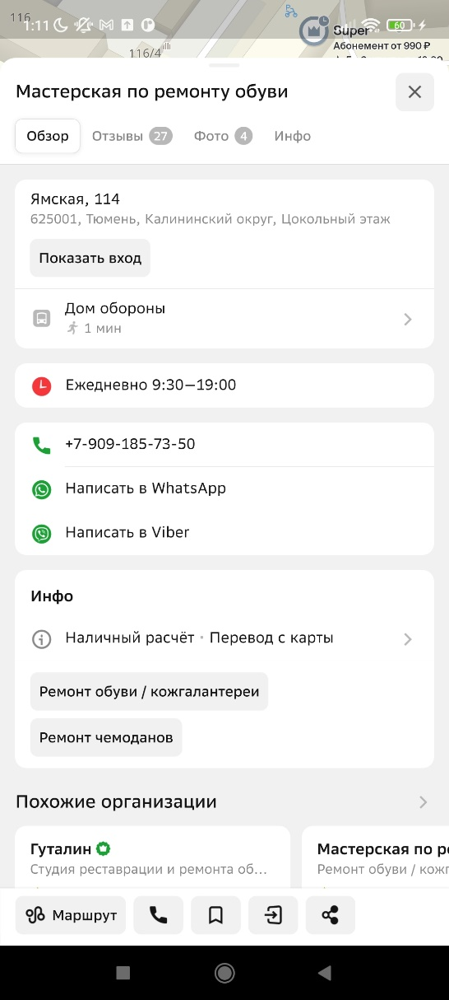 116
1:11
60
Super
Абонемент от 990 ₽
116/4
Мастерская по ремонту обуви
Обзор
Отзывы 27
Фото 4
Инфо
Ямская, 114
625001, Тюмень, Калининский округ, Цокольный этаж
Показать вход
Дом обороны
1 мин
Ежедневно 9:30—19:00
+7-909-185-73-50
Написать в WhatsApp
Написать в Viber
Инфо
Наличный расчёт · Перевод с карты
Ремонт обуви / кожгалантереи
Ремонт чемоданов
Похожие организации
Гуталин
Мастерская по р
Студия реставрации и ремонта об...
Ремонт обуви / кожг
Маршрут